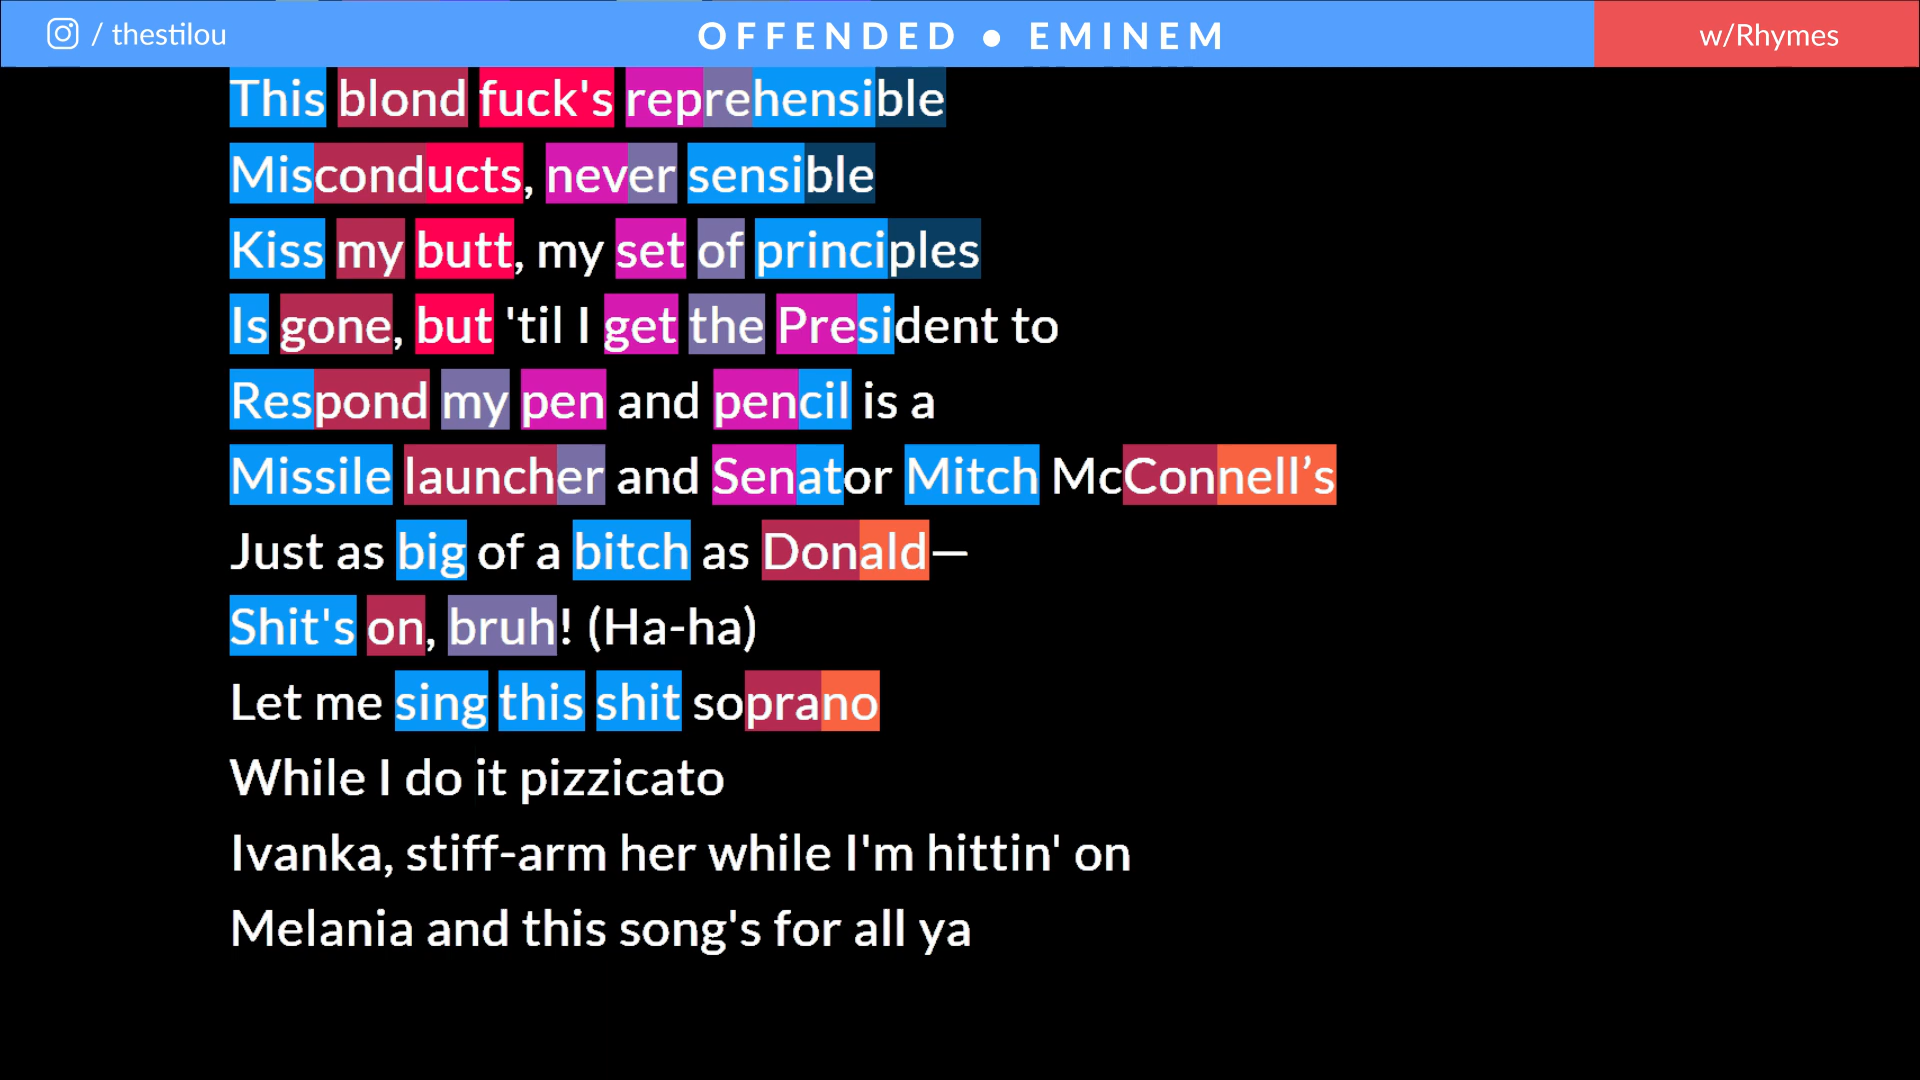 / thestilou
OFFENDED ● EMINEM
w/Rhymes
This blond fuck's reprehensible
Misconducts, never sensible
Kiss my butt, my set of principles
Is gone, but 'til I get the President to
Respond my pen and pencil is a
Missile launcher and Senator Mitch McConnell’s
Just as big of a bitch as Donald—
Shit's on, bruh! (Ha-ha)
Let me sing this shit soprano
While I do it pizzicato
Ivanka, stiff-arm her while I'm hittin' on
Melania and this song's for all ya